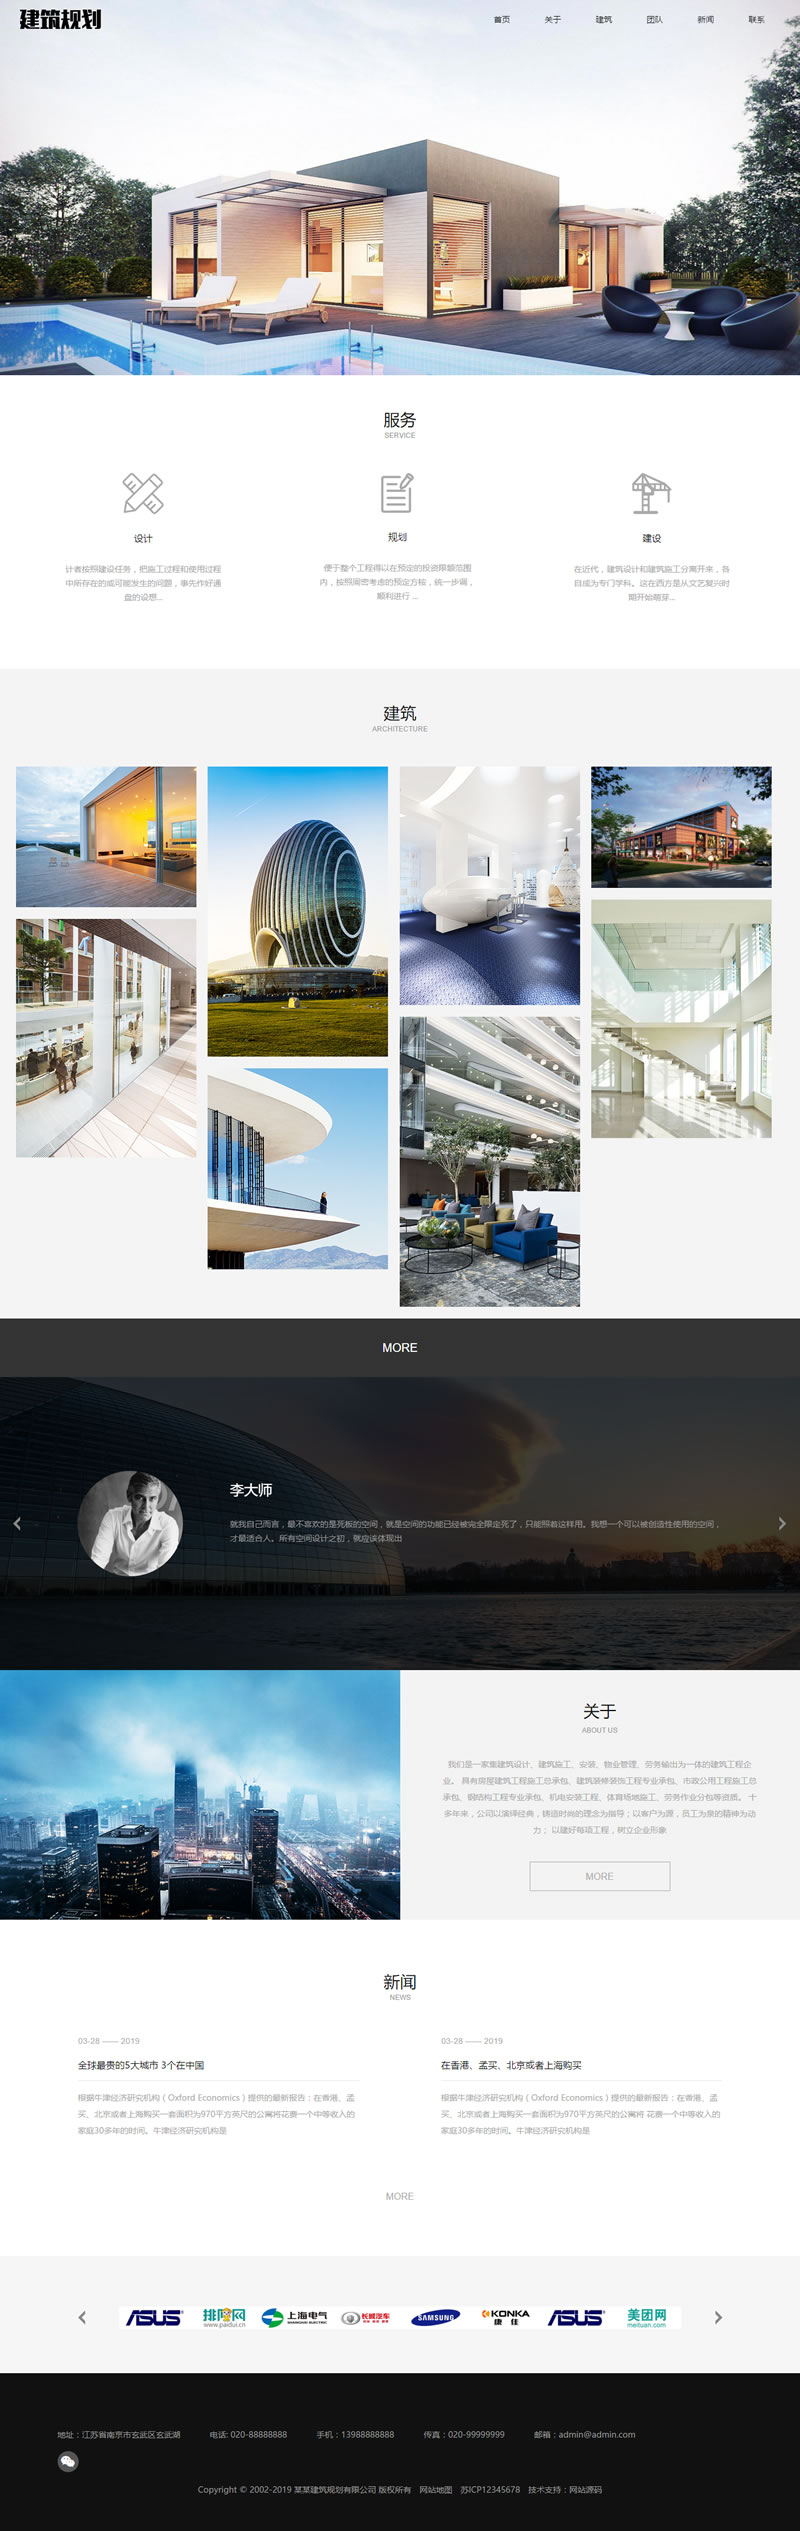 建筑规划
首页 关于 建筑 团队 新闻 联系
服务
SERVICE
设计
计者按照建设任务，把施工过程和使用过程
中所存在的或可能发生的问题，事先作好通
盘的设想...
规划
便于整个工程得以在预定的投资限额范围
内，按照周密考虑的预定方核，统一步调，
顺利进行 ...
建设
在近代，建筑设计和建筑施工分离开来，各
自成为专门学科。这在西方是从文艺复兴时
期开始萌芽...
建筑
ARCHITECTURE
MORE
李大师
就我自己而言，最不喜欢的是死板的空间，就是空间的功能已经被完全限定死了，只能照着这样用。我想一个可以被创造性使用的空间，
才最适合人。所有空间设计之初，就应该体现出
关于
ABOUT US
我们是一家集建筑设计、建筑施工、安装、物业管理、劳务输出为一体的建筑工程企
业。 具有房屋建筑工程施工总承包、建筑装修装饰工程专业承包、市政公用工程施工总
承包、钢结构工程专业承包、机电安装工程、体育场地施工、劳务作业分包等资质。 十
多年来，公司以演绎经典，铸造时尚的理念为指导；以客户为源，员工为泉的精神为动
力； 以建好每项工程，树立企业形象
MORE
新闻
NEWS
03-28 —— 2019
全球最贵的5大城市 3个在中国
根据牛津经济研究机构（Oxford Economics）提供的最新报告：在香港、孟
买、北京或者上海购买一套面积为970平方英尺的公寓将花费一个中等收入的
家庭30多年的时间。牛津经济研究机构是
03-28 —— 2019
在香港、孟买、北京或者上海购买
根据牛津经济研究机构（Oxford Economics）提供的最新报告：在香港、孟
买、北京或者上海购买一套面积为970平方英尺的公寓将 花费一个中等收入的
家庭30多年的时间。牛津经济研究机构是
MORE
ASUS 排队网 上海电气 长城汽车 SAMSUNG KONKA ASUS 美团网
www.paidui.cn SHANGHAI ELECTRIC 康佳 meituan.com
地址：江苏省南京市玄武区玄武湖 电话: 020-88888888 手机：13988888888 传真：020-99999999 邮箱：admin@admin.com
Copyright © 2002-2019 某某建筑规划有限公司 版权所有 网站地图 苏ICP12345678 技术支持：网站源码